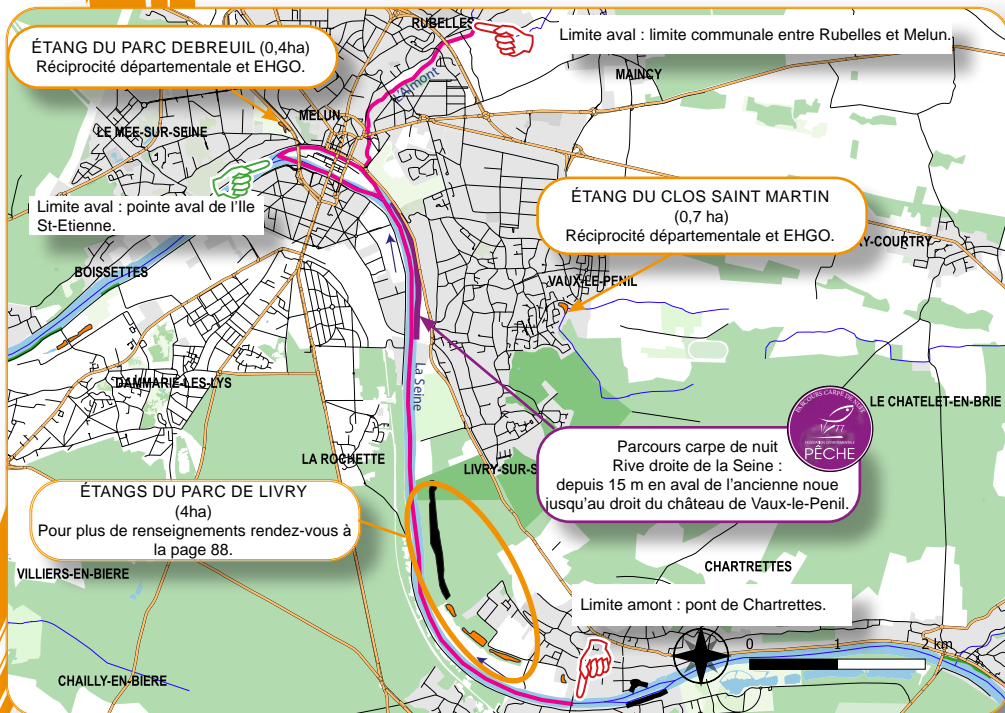 RUBELLES
Limite aval : limite communale entre Rubelles et Melun.
ÉTANG DU PARC DEBREUIL (0,4ha)
Réciprocité départementale et EHGO.
MAINCY
L'Almont
MELUN
LE MEE-SUR-SEINE
Limite aval : pointe aval de l'Ile
St-Etienne.
ÉTANG DU CLOS SAINT MARTIN
(0,7 ha)
Réciprocité départementale et EHGO.
AY-COURTRY
BOISSETTES
VAUX-LE-PENIL
La Seine
DAMMARIE-LES-LYS
LE CHATELET-EN-BRIE
PARCOURS CARPE DE NUIT
77
FEDERATION DEPARTEMENTALE
PÊCHE
Parcours carpe de nuit
Rive droite de la Seine :
depuis 15 m en aval de l'ancienne noue
jusqu'au droit du château de Vaux-le-Penil.
LA ROCHETTE
LIVRY-SUR-S
ÉTANGS DU PARC DE LIVRY
(4ha)
Pour plus de renseignements rendez-vous à
la page 88.
VILLIERS-EN-BIERE
CHARTRETTES
Limite amont : pont de Chartrettes.
0 1 2 km
CHAILLY-EN-BIERE